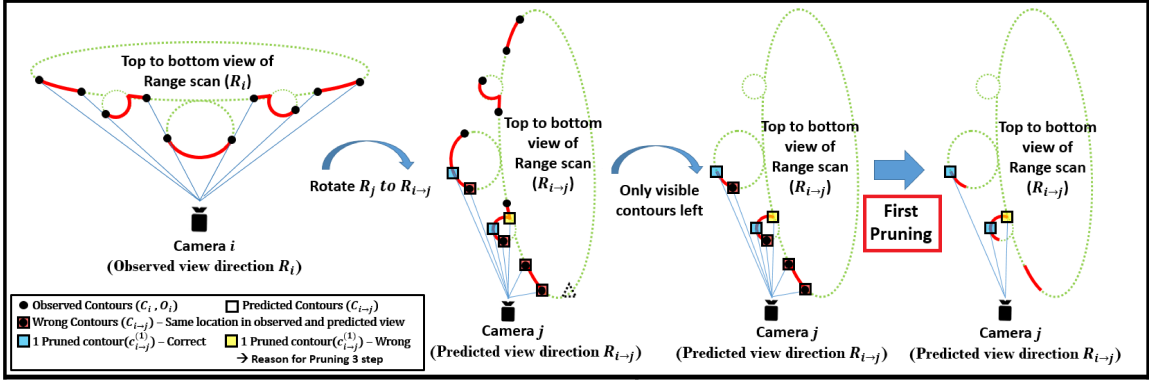 Top to bottom view of
Range scan (R_i)
Camera i
(Observed view direction R_i)
Rotate R_j to R_{i→j}
Top to bottom
view of
Range scan
(R_{i→j})
Camera j
(Predicted view direction R_{i→j})
Only visible
contours left
Top to bottom
view of
Range scan
(R_{i→j})
Camera j
(Predicted view direction R_{i→j})
First
Pruning
Top to bottom
view of
Range scan
(R_{i→j})
Camera j
(Predicted view direction R_{i→j})
Observed Contours (C_i , O_i)
Predicted Contours (C_{i→j})
Wrong Contours (C_{i→j}) – Same location in observed and predicted view
1 Pruned contour(c_{i→j}^{(1)}) – Correct
1 Pruned contour(c_{i→j}^{(1)}) – Wrong
→ Reason for Pruning 3 step